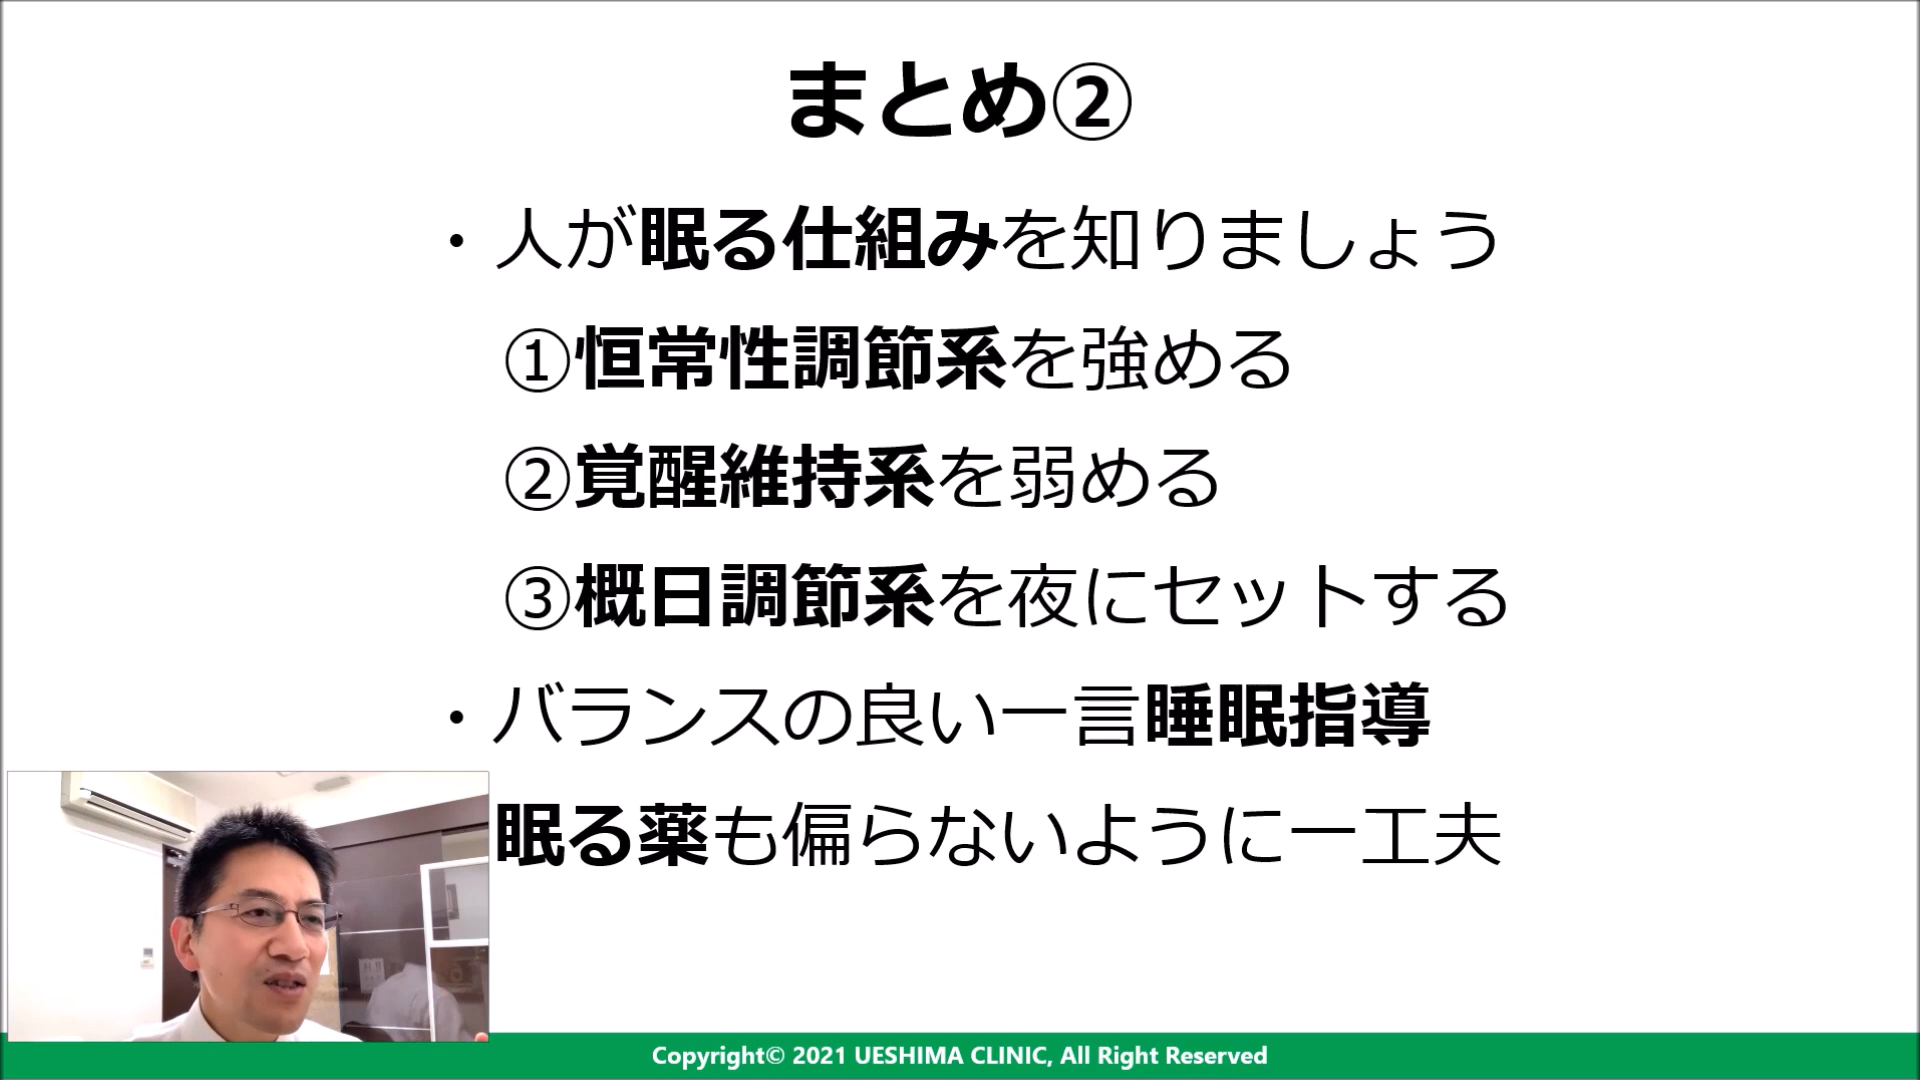 まとめ②
・人が眠る仕組みを知りましょう
①恒常性調節系を強める
②覚醒維持系を弱める
③概日調節系を夜にセットする
・バランスの良い一言睡眠指導
眠る薬も偏らないように一工夫
Copyright© 2021 UESHIMA CLINIC, All Right Reserved